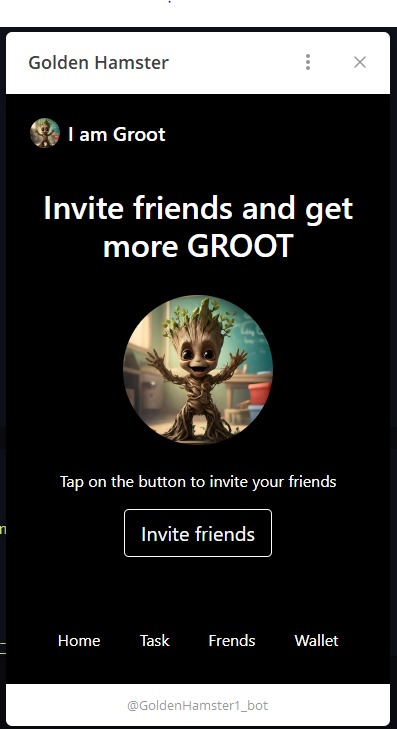 Golden Hamster
I am Groot
Invite friends and get
more GROOT
Tap on the button to invite your friends
Invite friends
Home Task Frends Wallet
@GoldenHamster1_bot